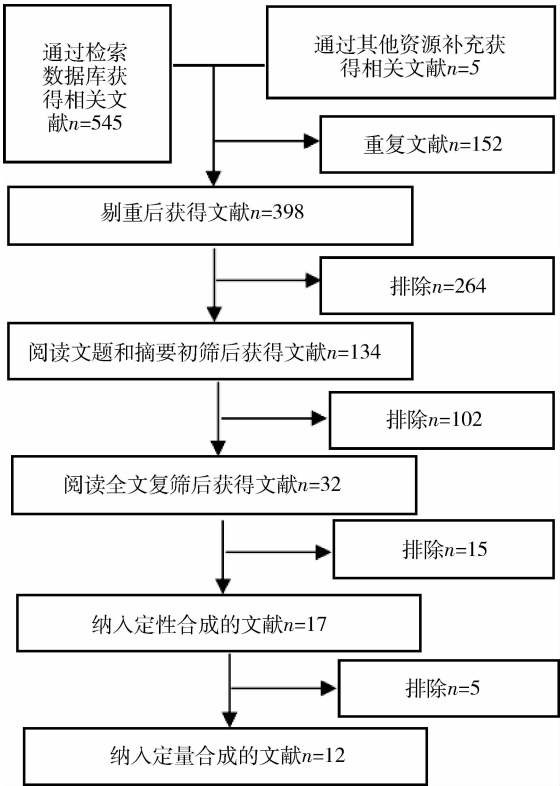 通过检索
数据库获
得相关文
献n=545
通过其他资源补充获
得相关文献n=5
重复文献n=152
剔重后获得文献n=398
排除n=264
阅读文题和摘要初筛后获得文献n=134
排除n=102
阅读全文复筛后获得文献n=32
排除n=15
纳入定性合成的文献n=17
排除n=5
纳入定量合成的文献n=12